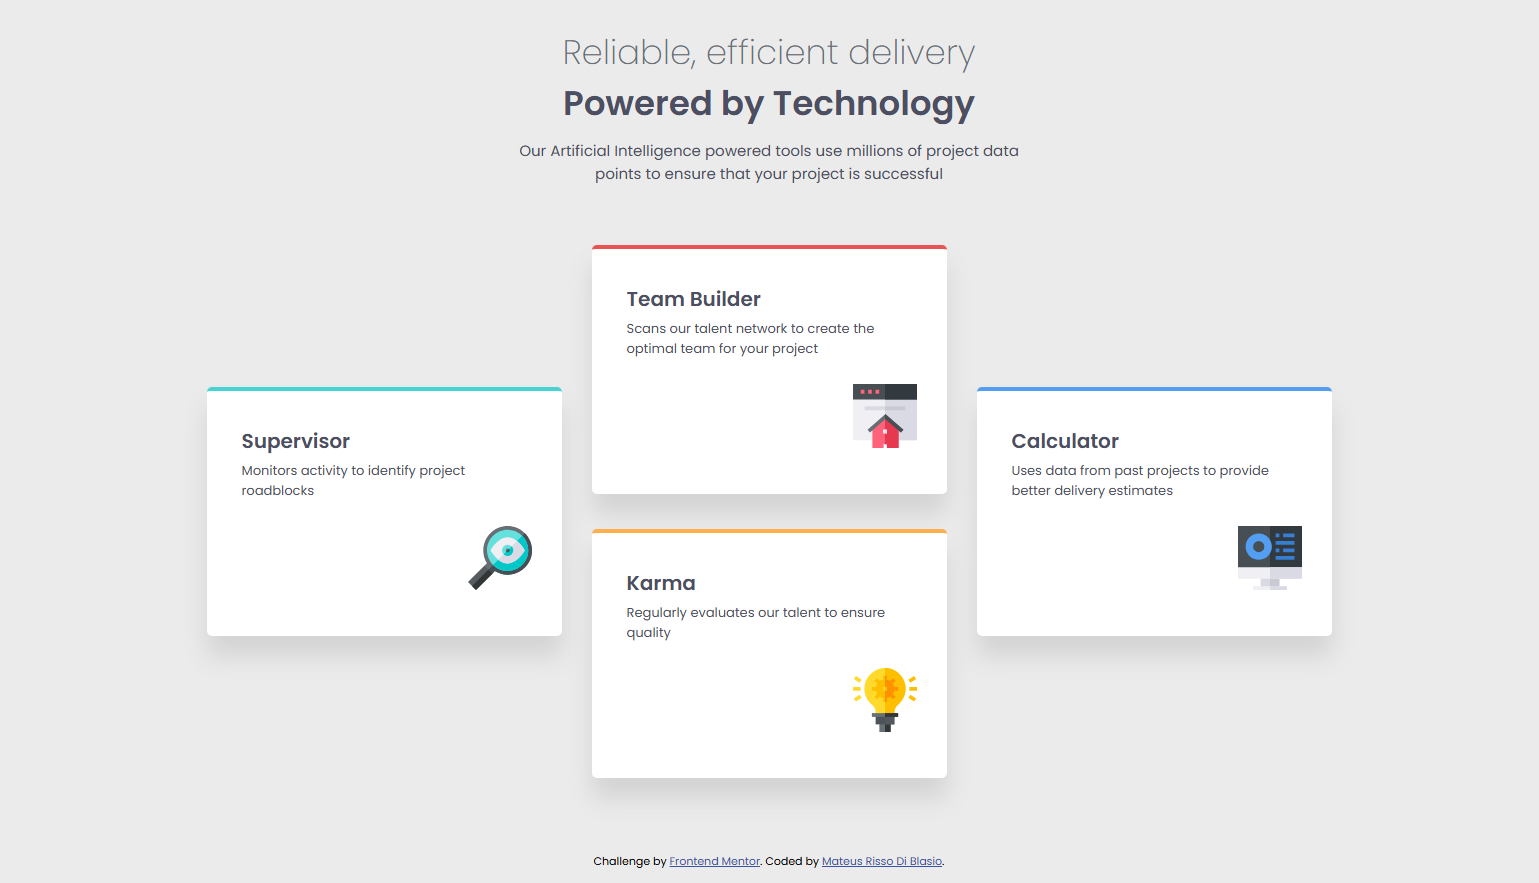 Reliable, efficient delivery
Powered by Technology
Our Artificial Intelligence powered tools use millions of project data
points to ensure that your project is successful
Team Builder
Scans our talent network to create the
optimal team for your project
Supervisor
Monitors activity to identify project
roadblocks
Calculator
Uses data from past projects to provide
better delivery estimates
Karma
Regularly evaluates our talent to ensure
quality
Challenge by Frontend Mentor. Coded by Mateus Risso Di Blasio.